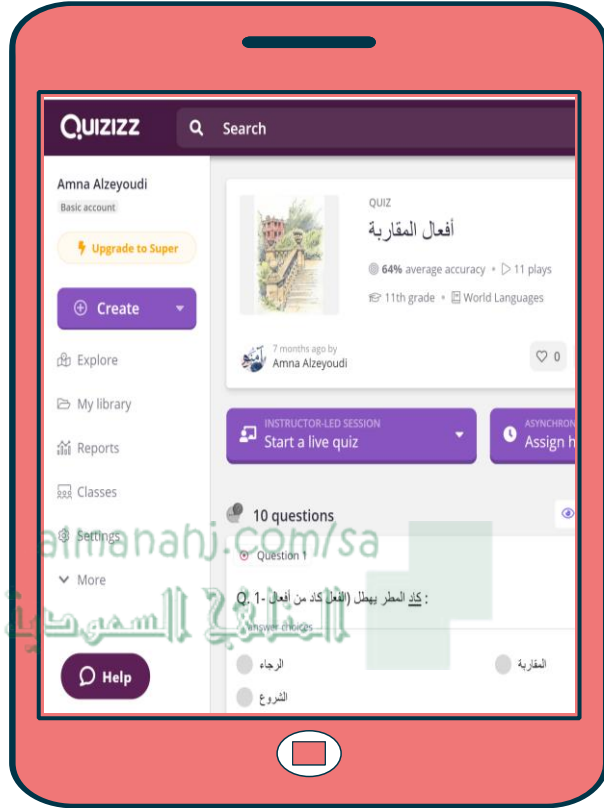 QUIZIZZ
Search
Amna Alzeyoudi
Basic account
Upgrade to Super
Create
Explore
My library
Reports
Classes
Settings
More
Help
QUIZ
أفعال المقاربة
64% average accuracy • 11 plays
11th grade • World Languages
7 months ago by
Amna Alzeyoudi
0
INSTRUCTOR-LED SESSION
Start a live quiz
ASYNCHRON
Assign h
10 questions
Question 1
Q. 1- كاد المطر يهطل (الفعل كاد من أفعال :
answer choices
الرجاء
المقاربة
الشروع
almanahj.com/sa
المناهج السعودية